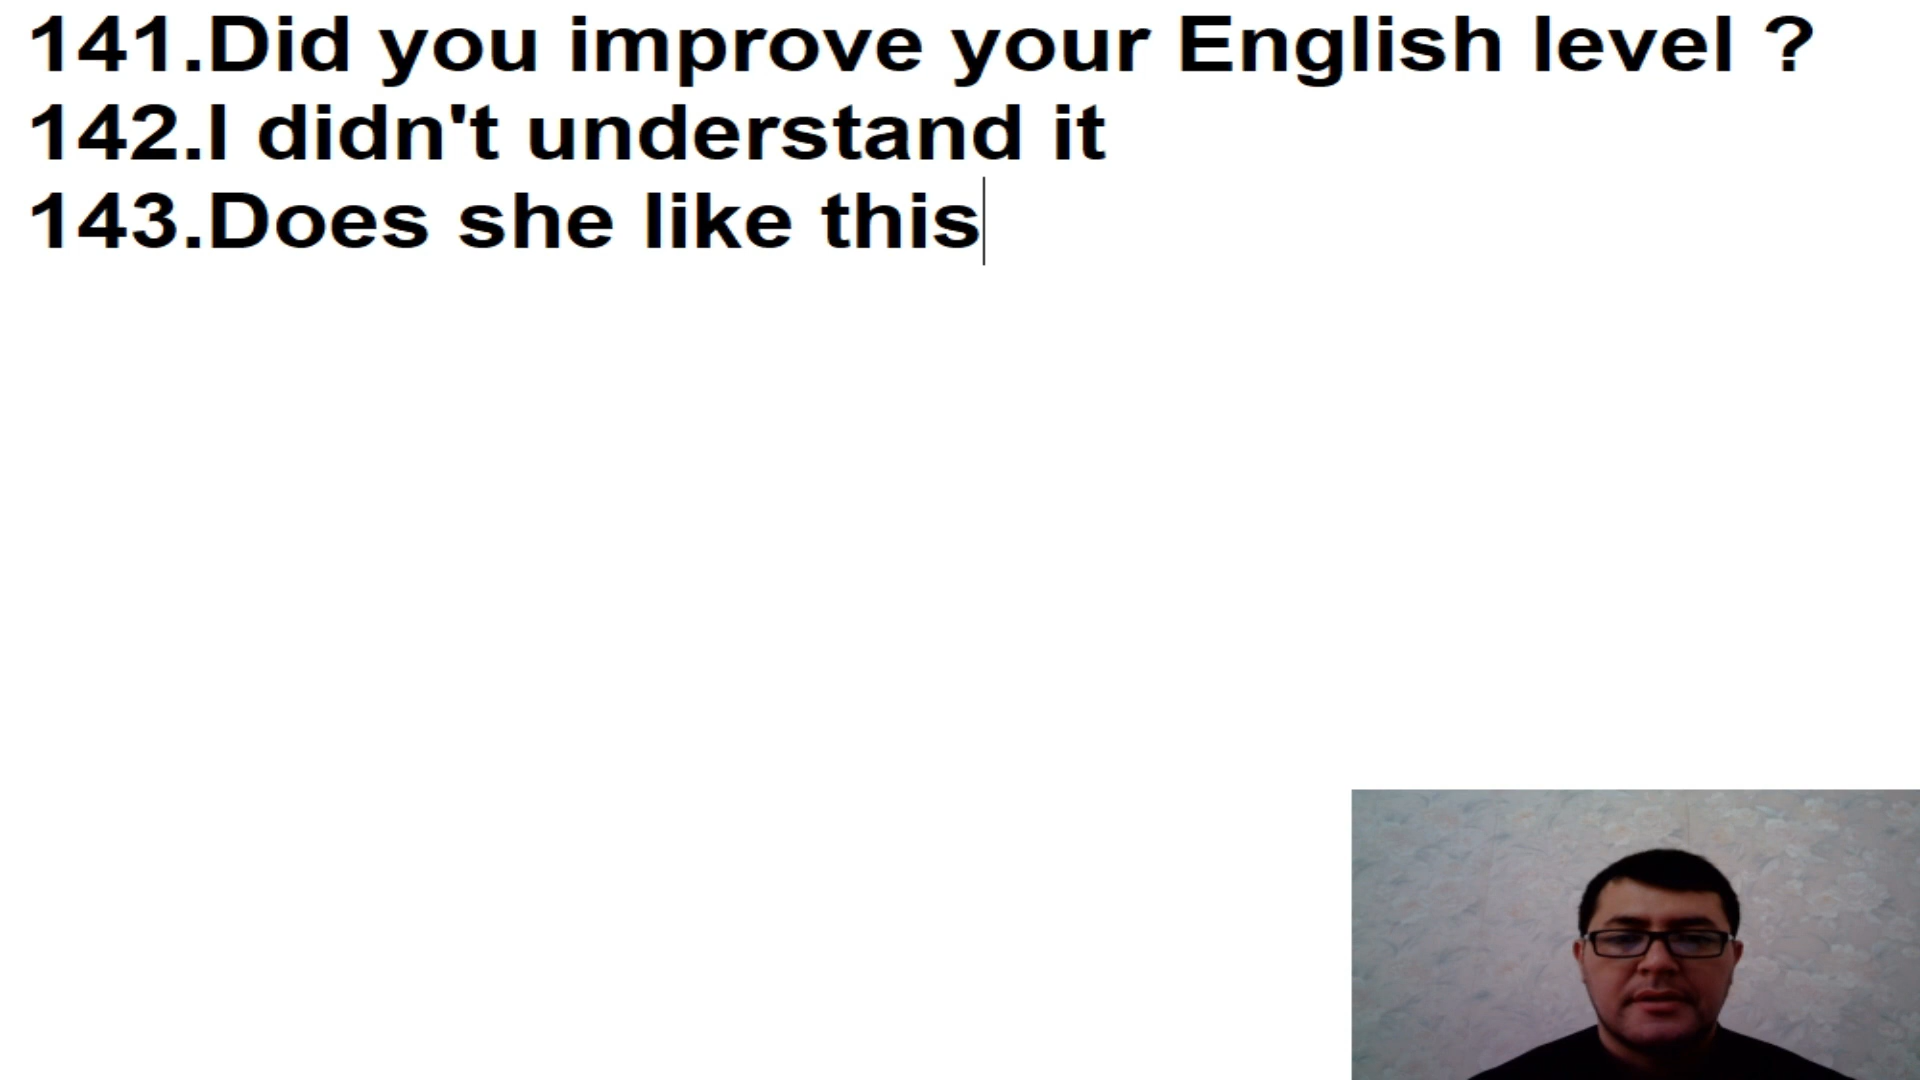 141.Did you improve your English level ?
142.I didn't understand it
143.Does she like this